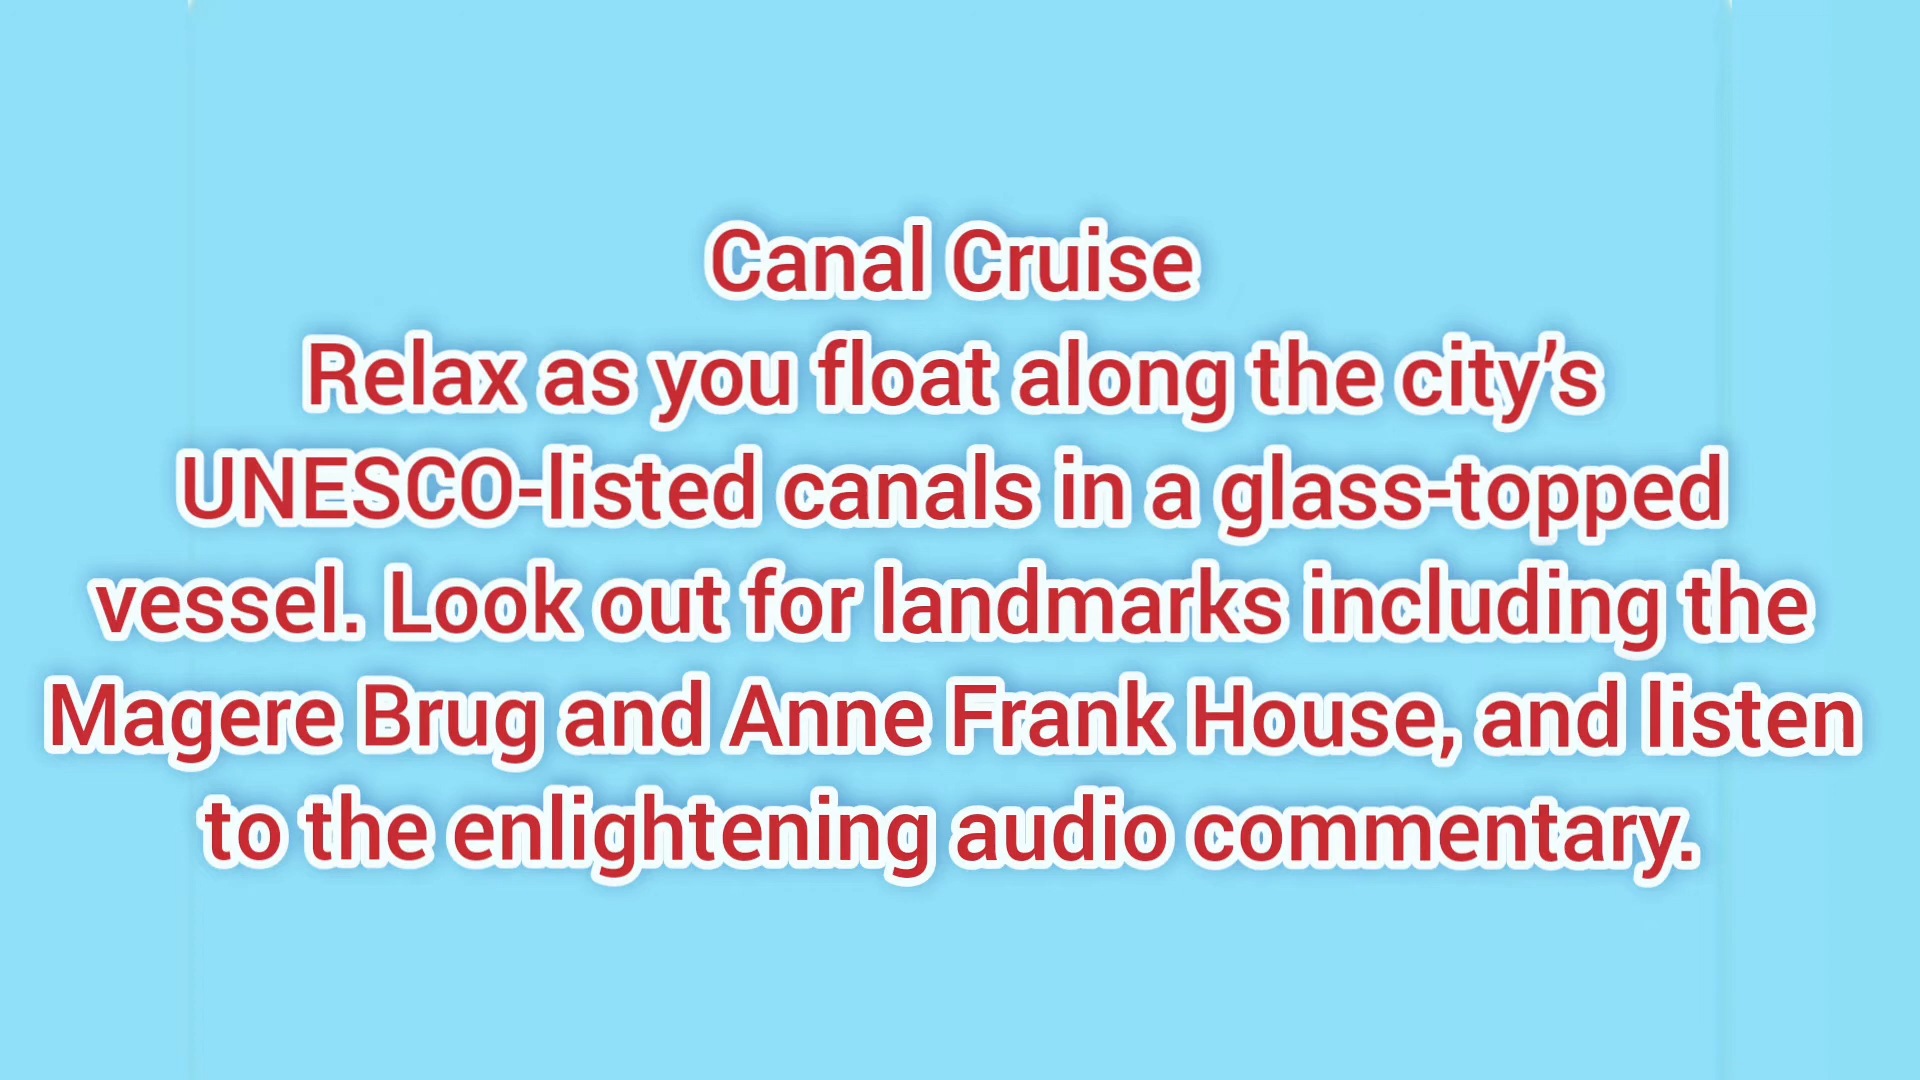 Canal Cruise
Relax as you float along the city’s
UNESCO-listed canals in a glass-topped
vessel. Look out for landmarks including the
Magere Brug and Anne Frank House, and listen
to the enlightening audio commentary.